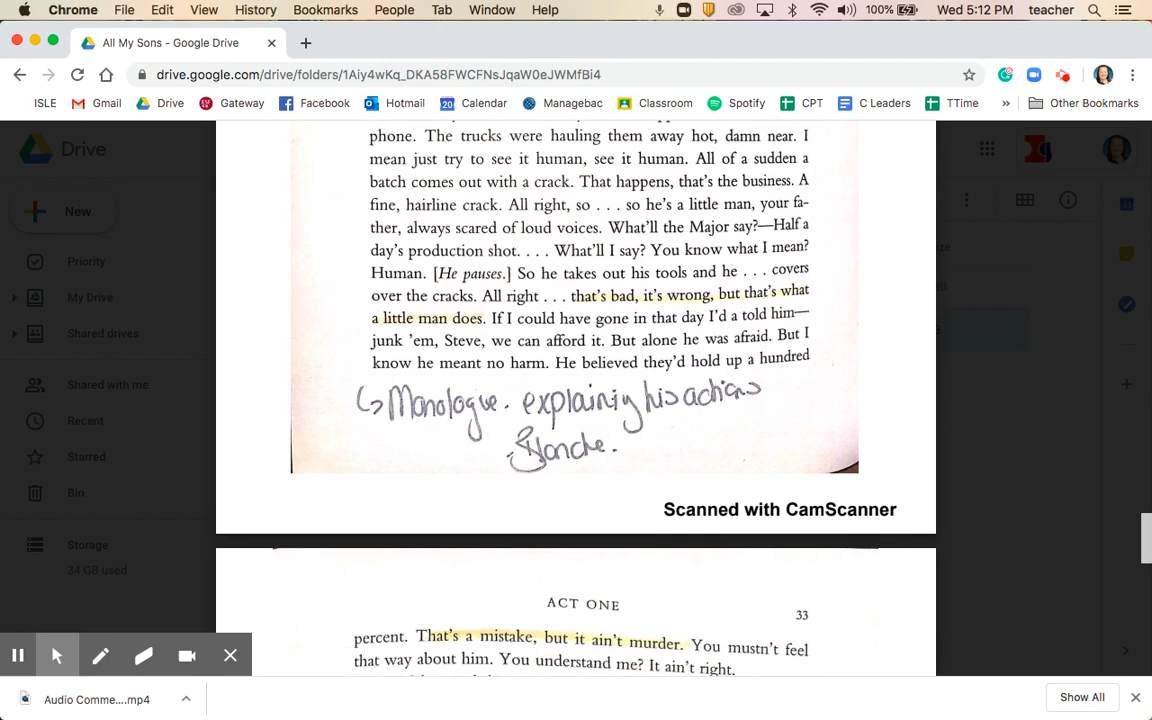 Chrome File Edit View History Bookmarks People Tab Window Help 100% Wed 5:12 PM teacher
All My Sons - Google Drive
drive.google.com/drive/folders/1Aiy4wKq_DKA58FWCFNsJqaW0eJWMfBi4
ISLE Gmail Drive Gateway Facebook Hotmail 20 Calendar Managebac Classroom Spotify CPT C Leaders TTime » Other Bookmarks
Drive
New
Priority
My Drive
Shared drives
Shared with me
Recent
Starred
Bin
Storage
34 GB used
phone. The trucks were hauling them away hot, damn near. I
mean just try to see it human, see it human. All of a sudden a
batch comes out with a crack. That happens, that's the business. A
fine, hairline crack. All right, so . . . so he's a little man, your fa-
ther, always scared of loud voices. What'll the Major say?—Half a
day's production shot. . . . What'll I say? You know what I mean?
Human. [He pauses.] So he takes out his tools and he . . . covers
over the cracks. All right . . . that's bad, it's wrong, but that's what
a little man does. If I could have gone in that day I'd a told him—
junk 'em, Steve, we can afford it. But alone he was afraid. But I
know he meant no harm. He believed they'd hold up a hundred
Monologue. explaining his actions
Blanche.
Scanned with CamScanner
ACT ONE 33
percent. That's a mistake, but it ain't murder. You mustn't feel
that way about him. You understand me? It ain't right.
Audio Comme....mp4
Show All